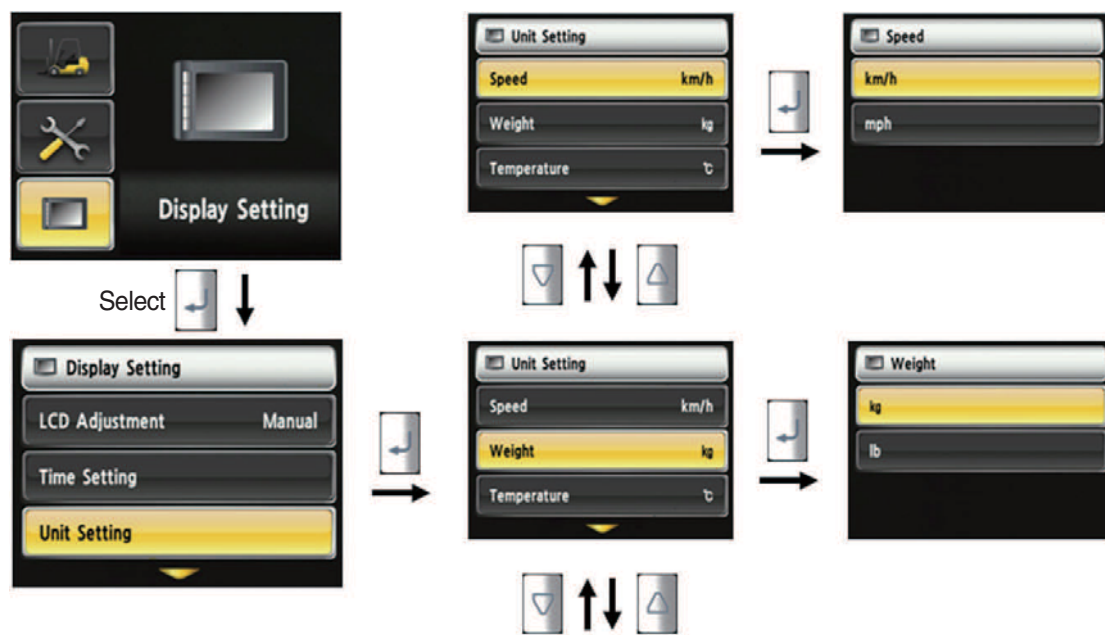 Display Setting
Select
Display Setting
LCD Adjustment Manual
Time Setting
Unit Setting
Unit Setting
Speed km/h
Weight kg
Temperature ℃
Speed
km/h
mph
Unit Setting
Speed km/h
Weight kg
Temperature ℃
Weight
kg
lb